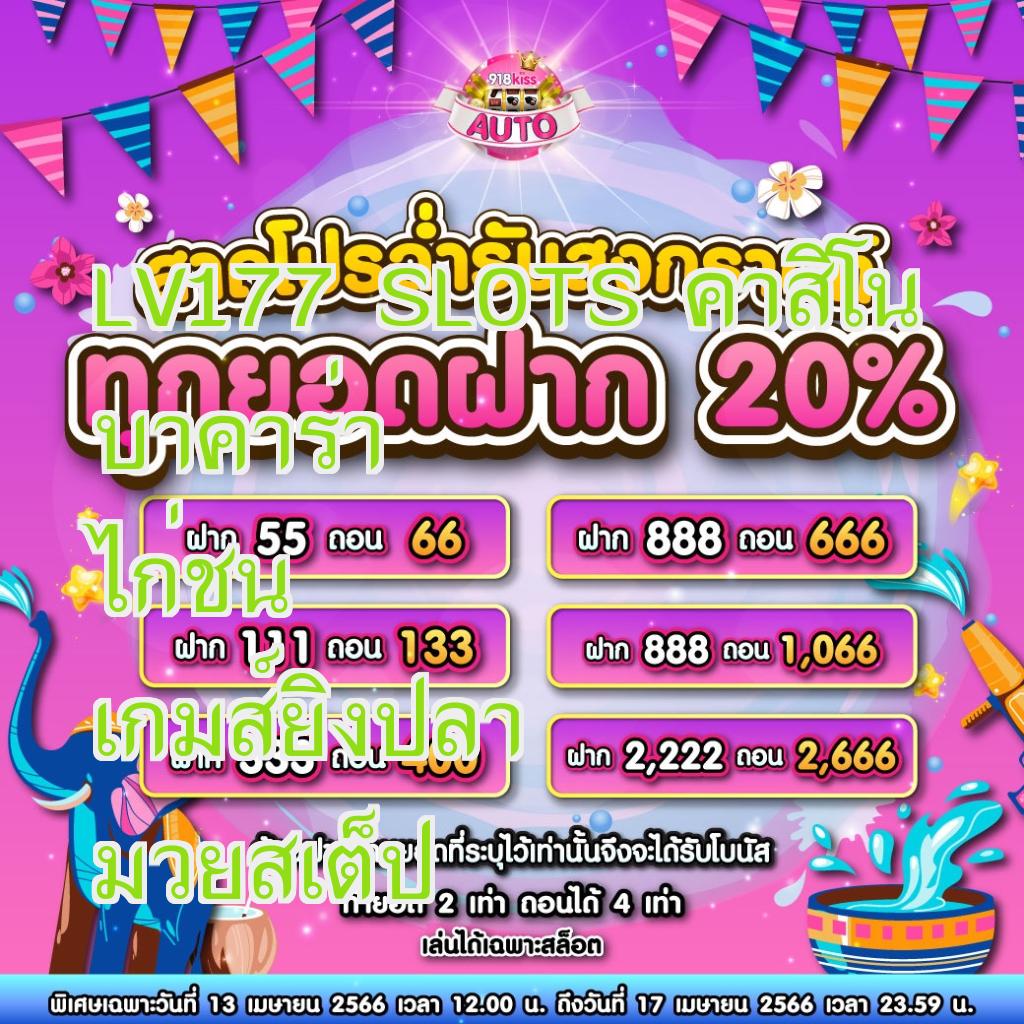 918kiss
AUTO
LV177 SLOTS คาสิโน
ทุกยอดฝาก 20%
บาคาร่า
ฝาก 55 ถอน 66
ฝาก 888 ถอน 666
ไก่ชน
ฝาก 111 ถอน 133
ฝาก 888 ถอน 1,066
เกมส์ยิงปลา
ฝาก 2,222 ถอน 2,666
มวยสเต็ป
ที่ระบุไว้เท่านั้นจึงจะได้รับโบนัส
2 เท่า ถอนได้ 4 เท่า
เล่นได้เฉพาะสล็อต
พิเศษเฉพาะวันที่ 13 เมษายน 2566 เวลา 12.00 น. ถึงวันที่ 17 เมษายน 2566 เวลา 23.59 น.